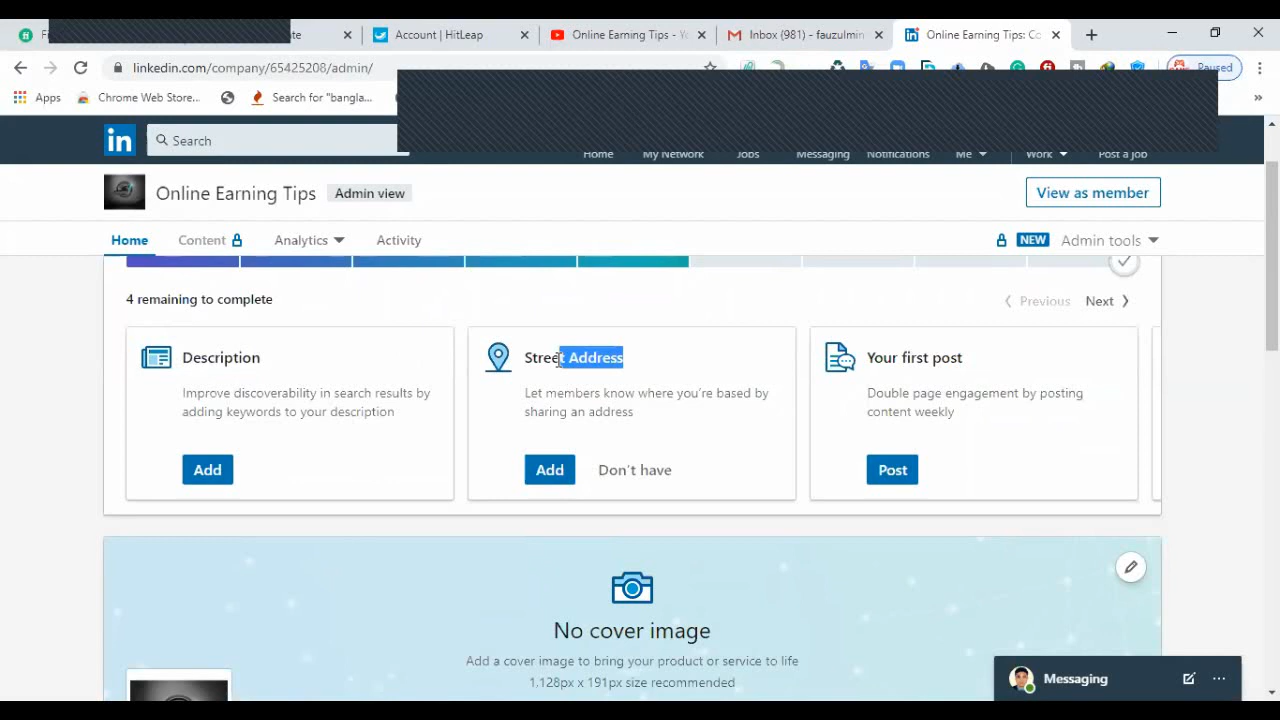 Account | HitLeap
Online Earning Tips -
Inbox (981) - fauzulmin
Online Earning Tips: Co
linkedin.com/company/65425208/admin/
Paused
Apps
Chrome Web Store...
Search for "bangla...
in
Search
Home
My Network
Jobs
Messaging
Notifications
Me
Work
Post a job
Online Earning Tips
Admin view
View as member
Home
Content
Analytics
Activity
NEW
Admin tools
4 remaining to complete
Previous
Next
Description
Improve discoverability in search results by
adding keywords to your description
Add
Street Address
Let members know where you're based by
sharing an address
Add
Don't have
Your first post
Double page engagement by posting
content weekly
Post
No cover image
Add a cover image to bring your product or service to life
1,128px x 191px size recommended
Messaging